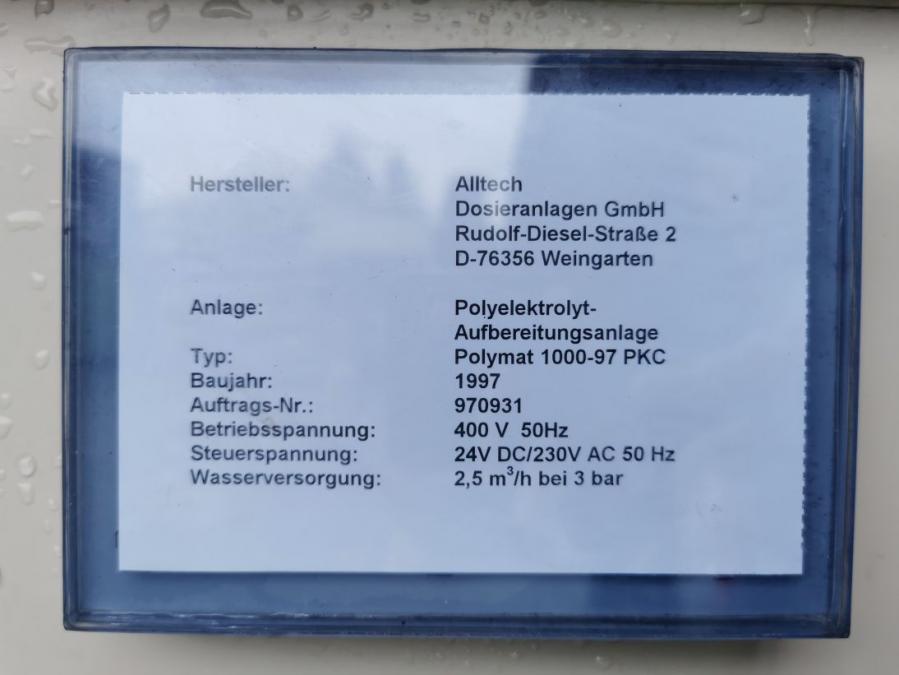 Hersteller: Alltech
Dosieranlagen GmbH
Rudolf-Diesel-Straße 2
D-76356 Weingarten
Anlage: Polyelektrolyt-
Aufbereitungsanlage
Typ: Polymat 1000-97 PKC
Baujahr: 1997
Auftrags-Nr.: 970931
Betriebsspannung: 400 V 50Hz
Steuerspannung: 24V DC/230V AC 50 Hz
Wasserversorgung: 2,5 m³/h bei 3 bar